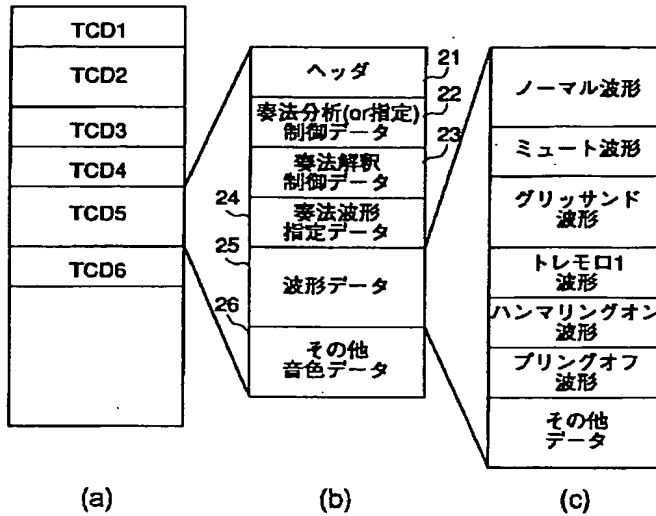 TCD1
TCD2
TCD3
TCD4
TCD5
TCD6
(a)
ヘッダ
21
奏法分析(or指定)
制御データ
22
奏法解釈
制御データ
23
奏法波形
指定データ
24
波形データ
25
その他
音色データ
26
(b)
ノーマル波形
ミュート波形
グリッサンド
波形
トレモロ1
波形
ハンマリングオン
波形
プリングオフ
波形
その他
データ
(c)